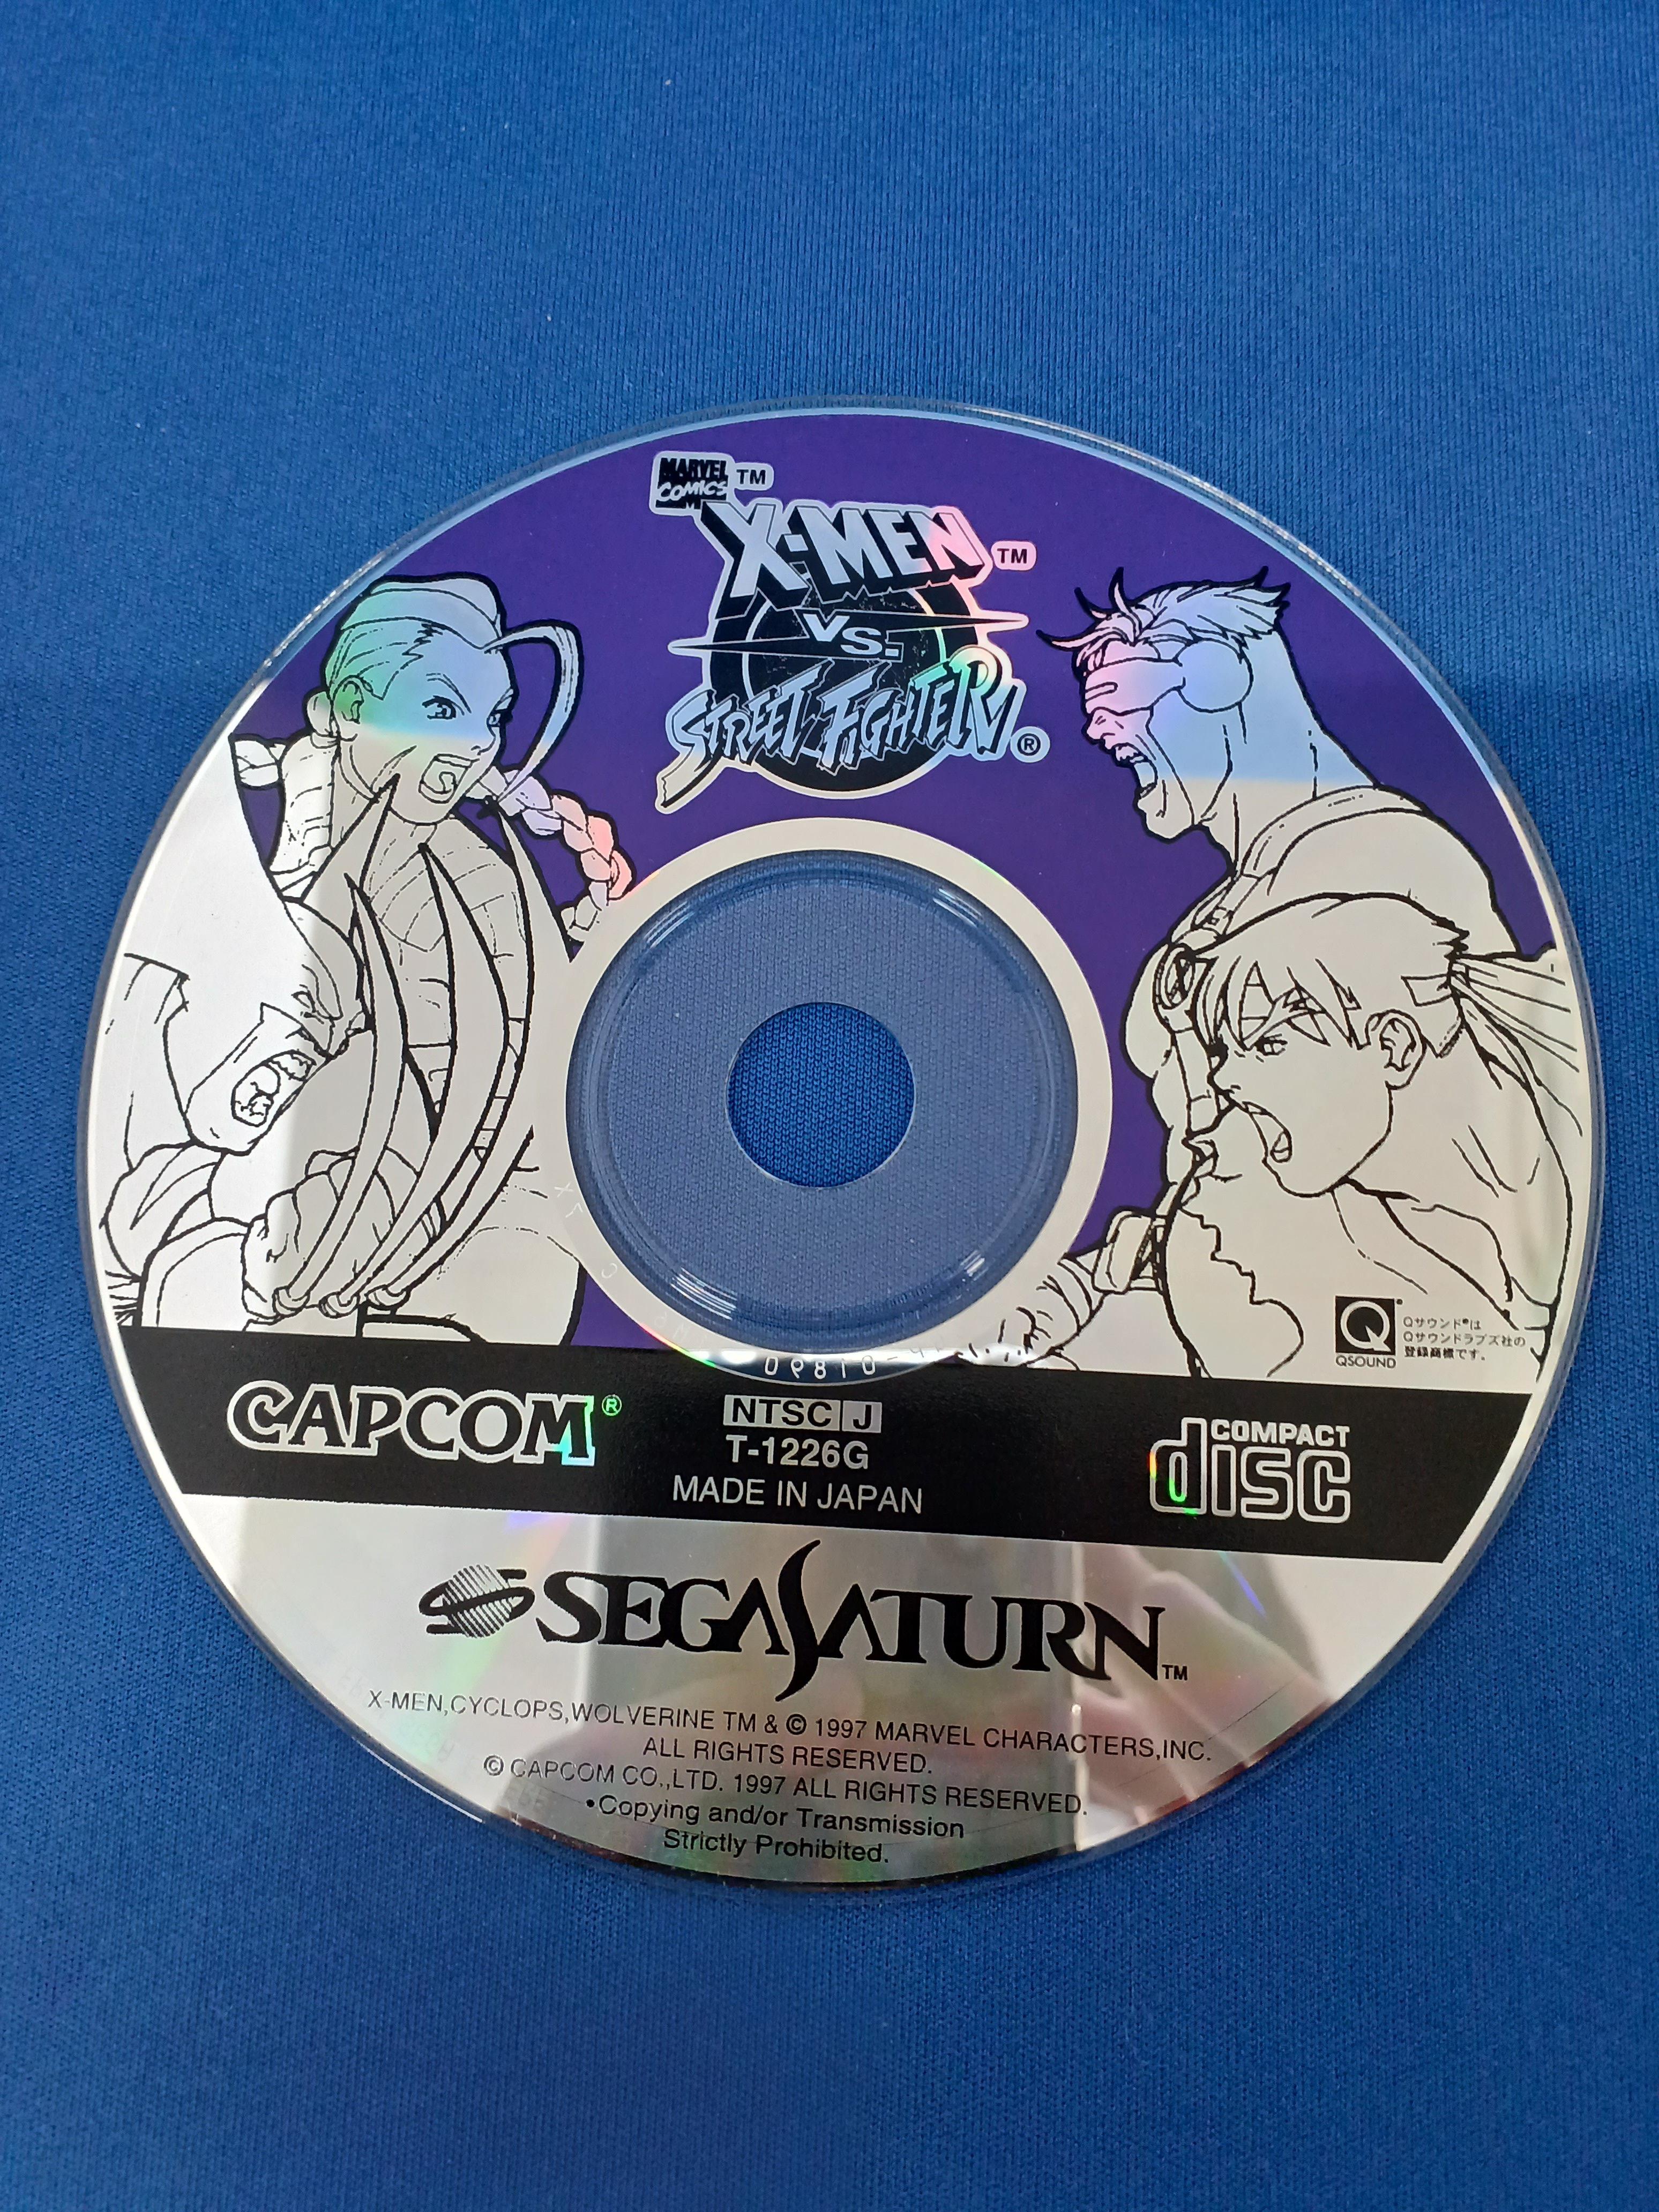 MARVEL
COMICS TM
X-MEN TM
VS.
STREET FIGHTER ®
Q ®
QSOUND
Qサウンド®は
Qサウンドラブズ社の
登録商標です。
CAPCOM ®
NTSC J
T-1226G
MADE IN JAPAN
COMPACT
disc
SEGA SATURN TM
X-MEN,CYCLOPS,WOLVERINE TM & © 1997 MARVEL CHARACTERS,INC.
ALL RIGHTS RESERVED.
© CAPCOM CO.,LTD. 1997 ALL RIGHTS RESERVED.
•Copying and/or Transmission
Strictly Prohibited.